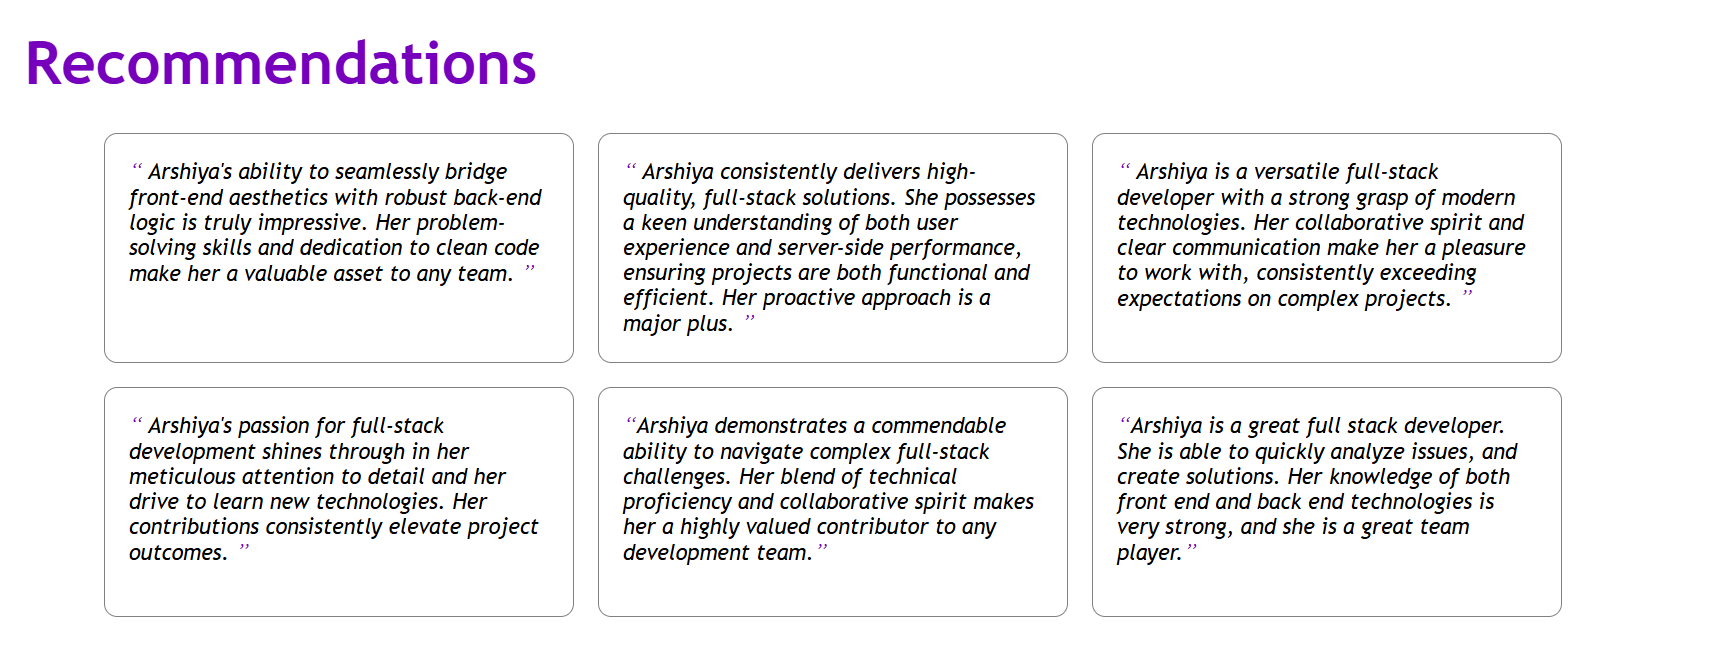 Recommendations
“ Arshiya's ability to seamlessly bridge
front-end aesthetics with robust back-end
logic is truly impressive. Her problem-
solving skills and dedication to clean code
make her a valuable asset to any team. ”
“ Arshiya consistently delivers high-
quality, full-stack solutions. She possesses
a keen understanding of both user
experience and server-side performance,
ensuring projects are both functional and
efficient. Her proactive approach is a
major plus. ”
“ Arshiya is a versatile full-stack
developer with a strong grasp of modern
technologies. Her collaborative spirit and
clear communication make her a pleasure
to work with, consistently exceeding
expectations on complex projects. ”
“ Arshiya's passion for full-stack
development shines through in her
meticulous attention to detail and her
drive to learn new technologies. Her
contributions consistently elevate project
outcomes. ”
“Arshiya demonstrates a commendable
ability to navigate complex full-stack
challenges. Her blend of technical
proficiency and collaborative spirit makes
her a highly valued contributor to any
development team.”
“Arshiya is a great full stack developer.
She is able to quickly analyze issues, and
create solutions. Her knowledge of both
front end and back end technologies is
very strong, and she is a great team
player.”